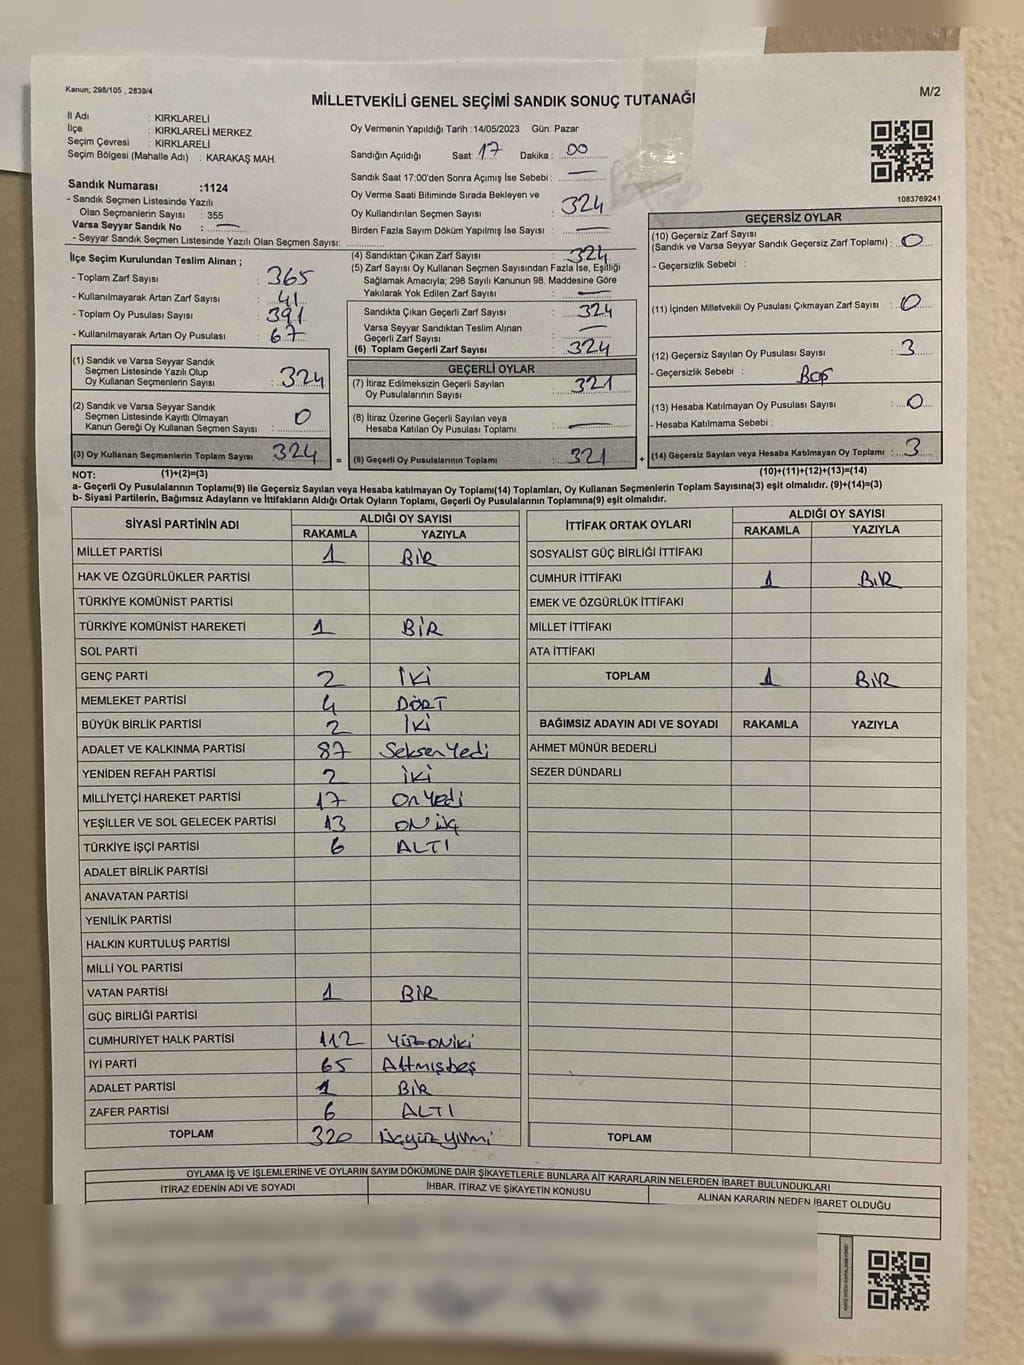 Kanun; 298/105 , 2839/4
MİLLETVEKİLİ GENEL SEÇİMİ SANDIK SONUÇ TUTANAĞI
M/2
İl Adı : KIRKLARELİ
İlçe : KIRKLARELİ MERKEZ
Seçim Çevresi : KIRKLARELİ
Seçim Bölgesi (Mahalle Adı) : KARAKAŞ MAH.
Sandık Numarası :1124
- Sandık Seçmen Listesinde Yazılı
Olan Seçmenlerin Sayısı : 355
Varsa Seyyar Sandık No : —
- Seyyar Sandık Seçmen Listesinde Yazılı Olan Seçmen Sayısı:
Oy Vermenin Yapıldığı Tarih :14/05/2023 Gün: Pazar
Sandığın Açıldığı Saat: 17 Dakika : 00
Sandık Saat 17:00'den Sonra Açımış İse Sebebi : —
Oy Verme Saati Bitiminde Sırada Bekleyen ve
Oy Kullandırılan Seçmen Sayısı : 324
Birden Fazla Sayım Döküm Yapılmış İse Sayısı : —
1083769241
İlçe Seçim Kurulundan Teslim Alınan ;
- Toplam Zarf Sayısı : 365
- Kullanılmayarak Artan Zarf Sayısı : 41
- Toplam Oy Pusulası Sayısı : 391
- Kullanılmayarak Artan Oy Pusulası : 67
(1) Sandık ve Varsa Seyyar Sandık
Seçmen Listesinde Yazılı Olup
Oy Kullanan Seçmenlerin Sayısı : 324
(2) Sandık ve Varsa Seyyar Sandık
Seçmen Listesinde Kayıtlı Olmayan
Kanun Gereği Oy Kullanan Seçmen Sayısı : 0
(3) Oy Kullanan Seçmenlerin Toplam Sayısı : 324
(4) Sandıktan Çıkan Zarf Sayısı : 324
(5) Zarf Sayısı Oy Kullanan Seçmen Sayısından Fazla İse, Eşitliği
Sağlamak Amacıyla; 298 Sayılı Kanunun 98. Maddesine Göre
Yakılarak Yok Edilen Zarf Sayısı : —
Sandıkta Çıkan Geçerli Zarf Sayısı : 324
Varsa Seyyar Sandıktan Teslim Alınan
Geçerli Zarf Sayısı : —
(6) Toplam Geçerli Zarf Sayısı : 324
GEÇERLİ OYLAR
(7) İtiraz Edilmeksizin Geçerli Sayılan
Oy Pusulalarının Sayısı : 321
(8) İtiraz Üzerine Geçerli Sayılan veya
Hesaba Katılan Oy Pusulası Toplamı : —
= (9) Geçerli Oy Pusulalarının Toplamı : 321 +
GEÇERSİZ OYLAR
(10) Geçersiz Zarf Sayısı
(Sandık ve Varsa Seyyar Sandık Geçersiz Zarf Toplamı) : 0
- Geçersizlik Sebebi :
(11) İçinden Milletvekili Oy Pusulası Çıkmayan Zarf Sayısı : 0
(12) Geçersiz Sayılan Oy Pusulası Sayısı : 3
- Geçersizlik Sebebi : BOŞ
(13) Hesaba Katılmayan Oy Pusulası Sayısı : 0
- Hesaba Katılmama Sebebi :
(14) Geçersiz Sayılan veya Hesaba Katılmayan Oy Toplamı : 3
NOT: (1)+(2)=(3) (10)+(11)+(12)+(13)=(14)
a- Geçerli Oy Pusulalarının Toplamı(9) ile Geçersiz Sayılan veya Hesaba katılmayan Oy Toplamı(14) Toplamları, Oy Kullanan Seçmenlerin Toplam Sayısına(3) eşit olmalıdır. (9)+(14)=(3)
b- Siyasi Partilerin, Bağımsız Adayların ve İttifakların Aldığı Ortak Oyların Toplamı, Geçerli Oy Pusulalarının Toplamına(9) eşit olmalıdır.
SİYASİ PARTİNİN ADI ALDIĞI OY SAYISI
RAKAMLA YAZIYLA
MİLLET PARTİSİ 1 BİR
HAK VE ÖZGÜRLÜKLER PARTİSİ
TÜRKİYE KOMÜNİST PARTİSİ
TÜRKİYE KOMÜNİST HAREKETİ 1 BİR
SOL PARTİ
GENÇ PARTİ 2 İKİ
MEMLEKET PARTİSİ 4 DÖRT
BÜYÜK BİRLİK PARTİSİ 2 İKİ
ADALET VE KALKINMA PARTİSİ 87 SeksenYedi
YENİDEN REFAH PARTİSİ 2 İKİ
MİLLİYETÇİ HAREKET PARTİSİ 17 OnYedi
YEŞİLLER VE SOL GELECEK PARTİSİ 13 ON üç
TÜRKİYE İŞÇİ PARTİSİ 6 ALTI
ADALET BİRLİK PARTİSİ
ANAVATAN PARTİSİ
YENİLİK PARTİSİ
HALKIN KURTULUŞ PARTİSİ
MİLLİ YOL PARTİSİ
VATAN PARTİSİ 1 BİR
GÜÇ BİRLİĞİ PARTİSİ
CUMHURİYET HALK PARTİSİ 112 YÜZONİKİ
İYİ PARTİ 65 Altmışbeş
ADALET PARTİSİ 1 BİR
ZAFER PARTİSİ 6 ALTI
TOPLAM 320 Üçyüzyirmi
İTTİFAK ORTAK OYLARI ALDIĞI OY SAYISI
RAKAMLA YAZIYLA
SOSYALİST GÜÇ BİRLİĞİ İTTİFAKI
CUMHUR İTTİFAKI 1 BİR
EMEK VE ÖZGÜRLÜK İTTİFAKI
MİLLET İTTİFAKI
ATA İTTİFAKI
TOPLAM 1 BİR
BAĞIMSIZ ADAYIN ADI VE SOYADI RAKAMLA YAZIYLA
AHMET MÜNÜR BEDERLİ
SEZER DÜNDARLI
TOPLAM
OYLAMA İŞ VE İŞLEMLERİNE VE OYLARIN SAYIM DÖKÜMÜNE DAİR ŞİKAYETLERLE BUNLARA AİT KARARLARIN NELERDEN İBARET BULUNDUKLARI
İTİRAZ EDENİN ADI VE SOYADI İHBAR, İTİRAZ VE ŞİKAYETİN KONUSU ALINAN KARARIN NEDEN İBARET OLDUĞU